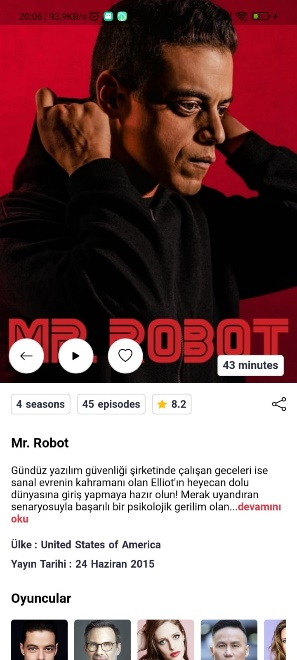 20:06 | 93,9KB/s
MR. ROBOT
43 minutes
4 seasons
45 episodes
8.2
Mr. Robot
Gündüz yazılım güvenliği şirketinde çalışan geceleri ise
sanal evrenin kahramanı olan Elliot'ın heyecan dolu
dünyasına giriş yapmaya hazır olun! Merak uyandıran
senaryosuyla başarılı bir psikolojik gerilim olan...devamını
oku
Ülke : United States of America
Yayın Tarihi : 24 Haziran 2015
Oyuncular